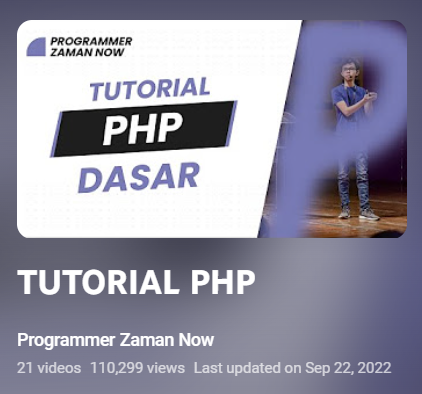 PROGRAMMER
ZAMAN NOW
TUTORIAL
PHP
DASAR
TUTORIAL PHP
Programmer Zaman Now
21 videos 110,299 views Last updated on Sep 22, 2022